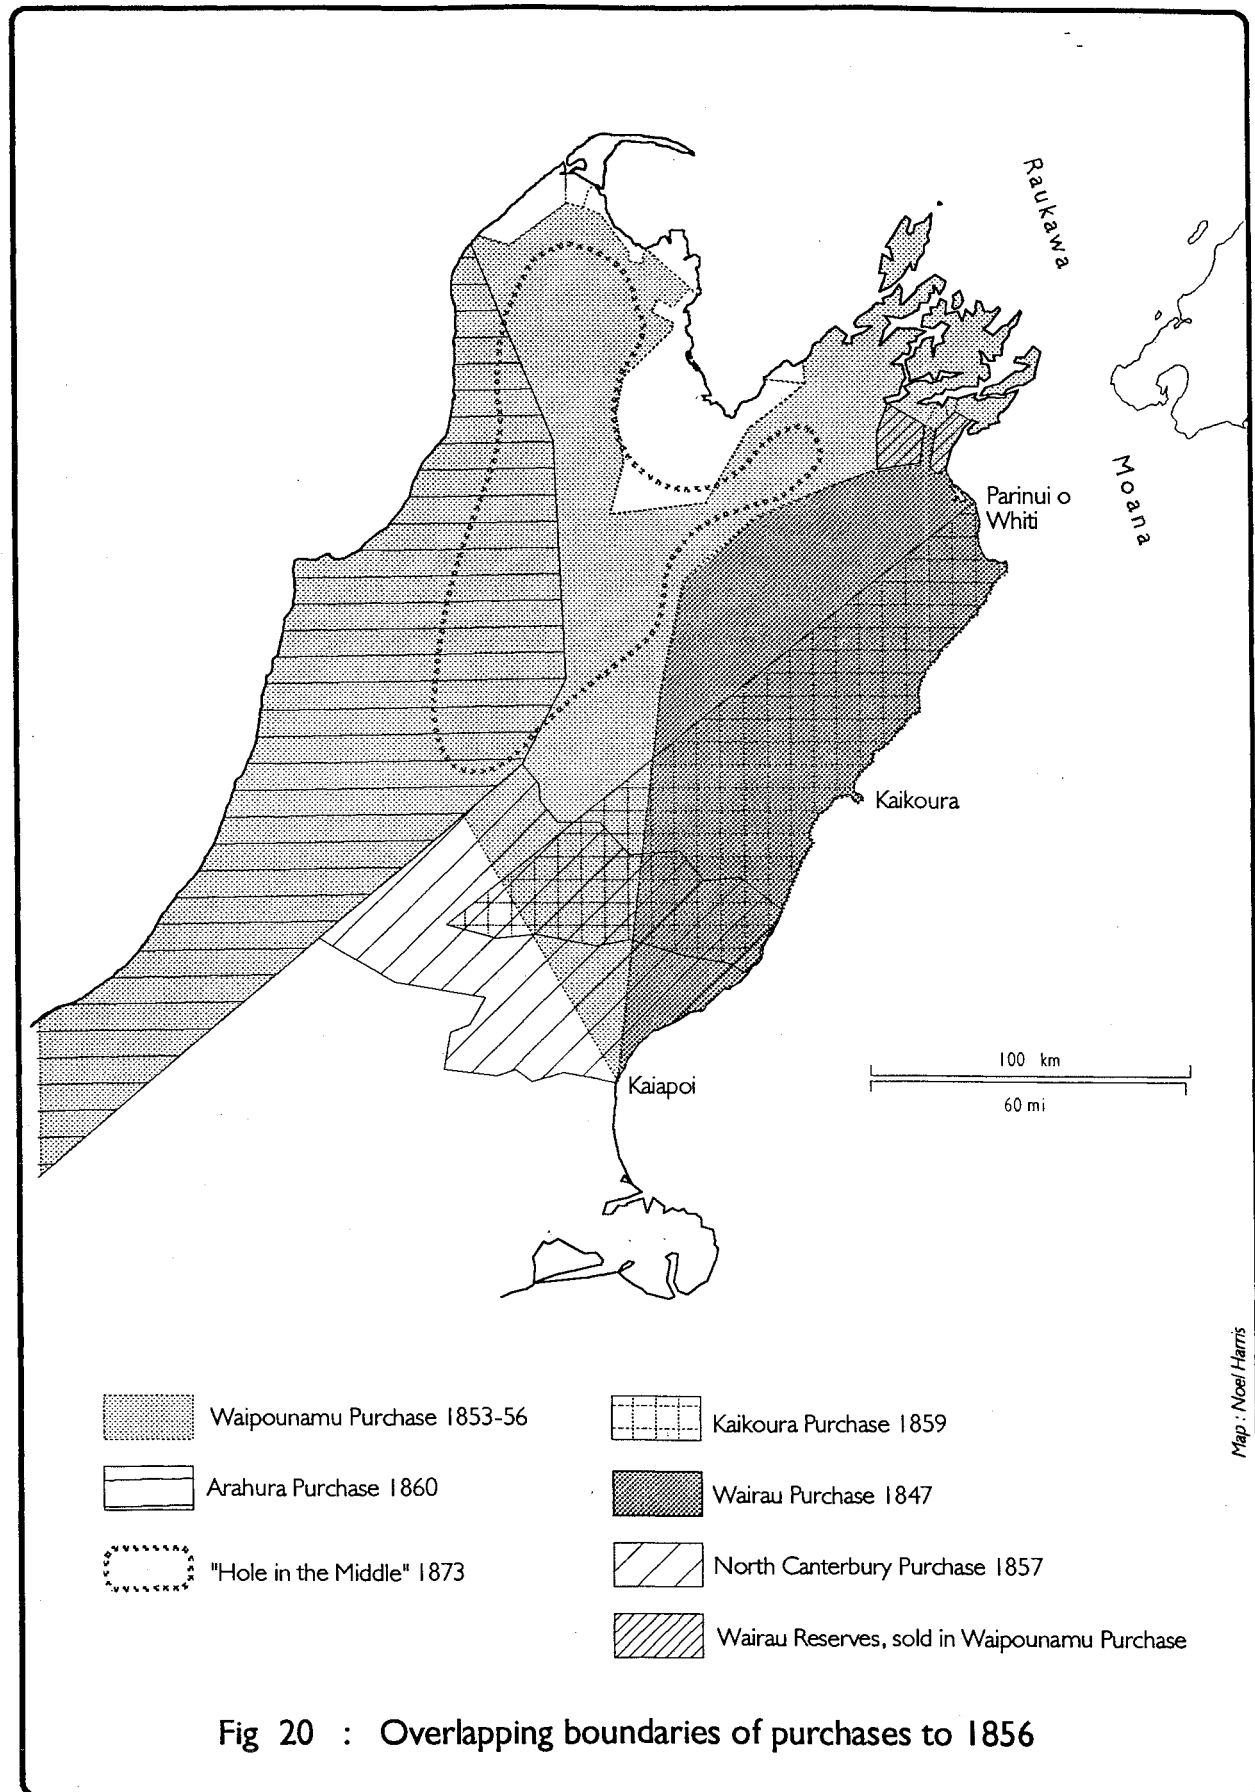 Raukawa
Moana
Parinui o
Whiti
Kaikoura
100 km
60 mi
Kaiapoi
Map : Noel Harris
Waipounamu Purchase 1853-56
Arahura Purchase 1860
"Hole in the Middle" 1873
Kaikoura Purchase 1859
Wairau Purchase 1847
North Canterbury Purchase 1857
Wairau Reserves, sold in Waipounamu Purchase
Fig 20 : Overlapping boundaries of purchases to 1856